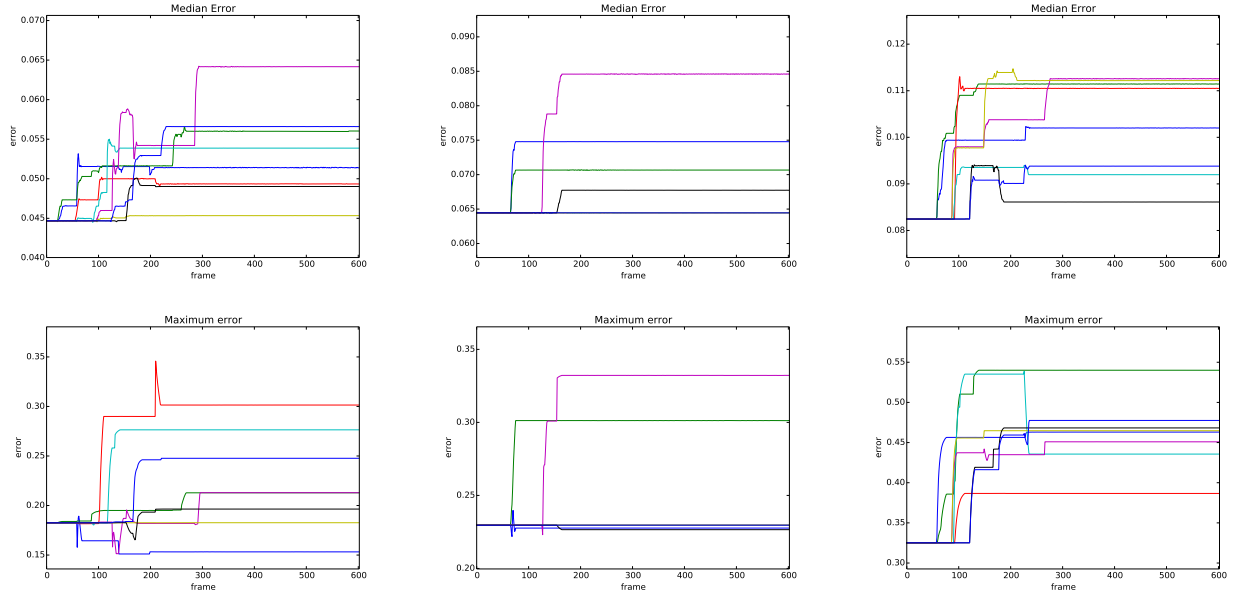 Median Error
0.070
0.065
0.060
0.055
0.050
0.045
0.040
error
0 100 200 300 400 500 600
frame
Median Error
0.090
0.085
0.080
0.075
0.070
0.065
0.060
error
0 100 200 300 400 500 600
frame
Median Error
0.12
0.11
0.10
0.09
0.08
error
0 100 200 300 400 500 600
frame
Maximum error
0.35
0.30
0.25
0.20
0.15
error
0 100 200 300 400 500 600
frame
Maximum error
0.35
0.30
0.25
0.20
error
0 100 200 300 400 500 600
frame
Maximum error
0.55
0.50
0.45
0.40
0.35
0.30
error
0 100 200 300 400 500 600
frame